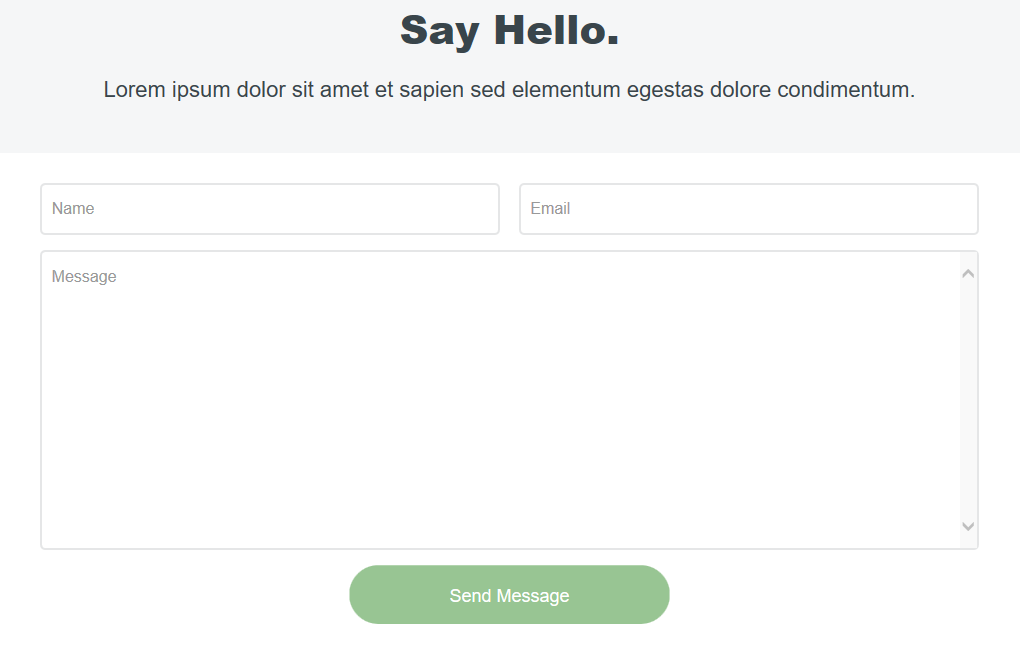 Say Hello.
Lorem ipsum dolor sit amet et sapien sed elementum egestas dolore condimentum.
Name
Email
Message
Send Message